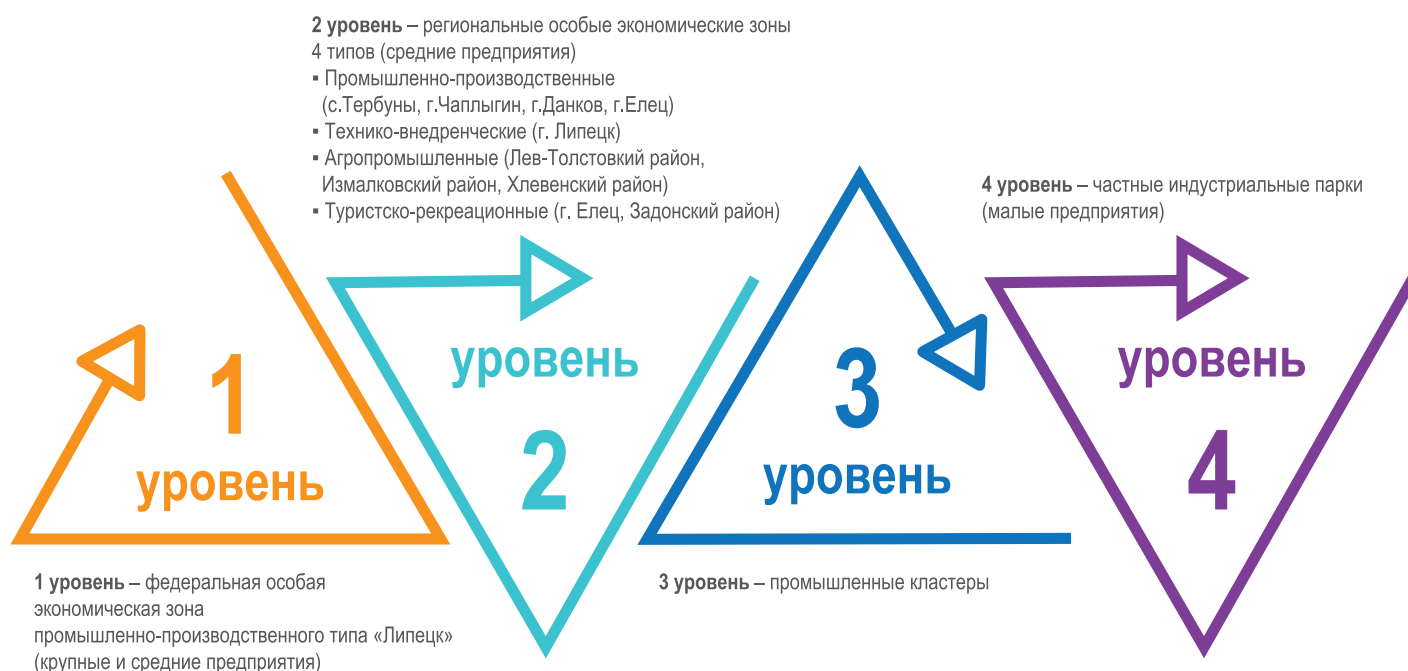 2 уровень – региональные особые экономические зоны
4 типов (средние предприятия)
▪ Промышленно-производственные
(с.Тербуны, г.Чаплыгин, г.Данков, г.Елец)
▪ Технико-внедренческие (г. Липецк)
▪ Агропромышленные (Лев-Толстовкий район,
Измалковский район, Хлевенский район)
▪ Туристско-рекреационные (г. Елец, Задонский район)
4 уровень – частные индустриальные парки
(малые предприятия)
1
уровень
уровень
2
3
уровень
уровень
4
1 уровень – федеральная особая
экономическая зона
промышленно-производственного типа «Липецк»
(крупные и средние предприятия)
3 уровень – промышленные кластеры